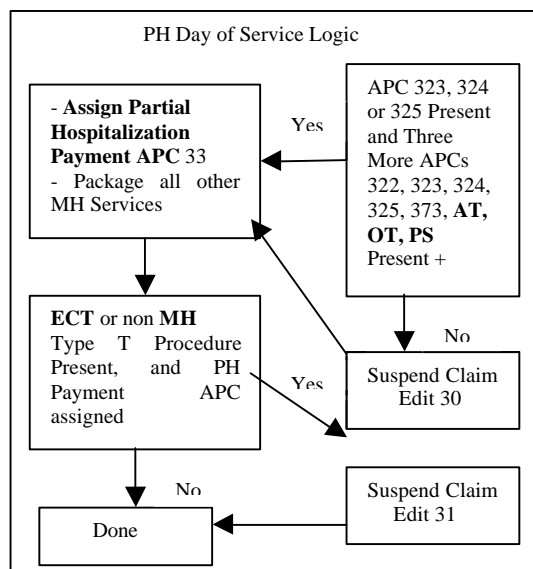 PH Day of Service Logic
- Assign Partial
Hospitalization
Payment APC 33
- Package all other
MH Services
Yes
APC 323, 324
or 325 Present
and Three
More APCs
322, 323, 324,
325, 373, AT,
OT, PS
Present +
ECT or non MH
Type T Procedure
Present, and PH
Payment APC
assigned
Yes
No
Suspend Claim
Edit 30
No
Done
Suspend Claim
Edit 31